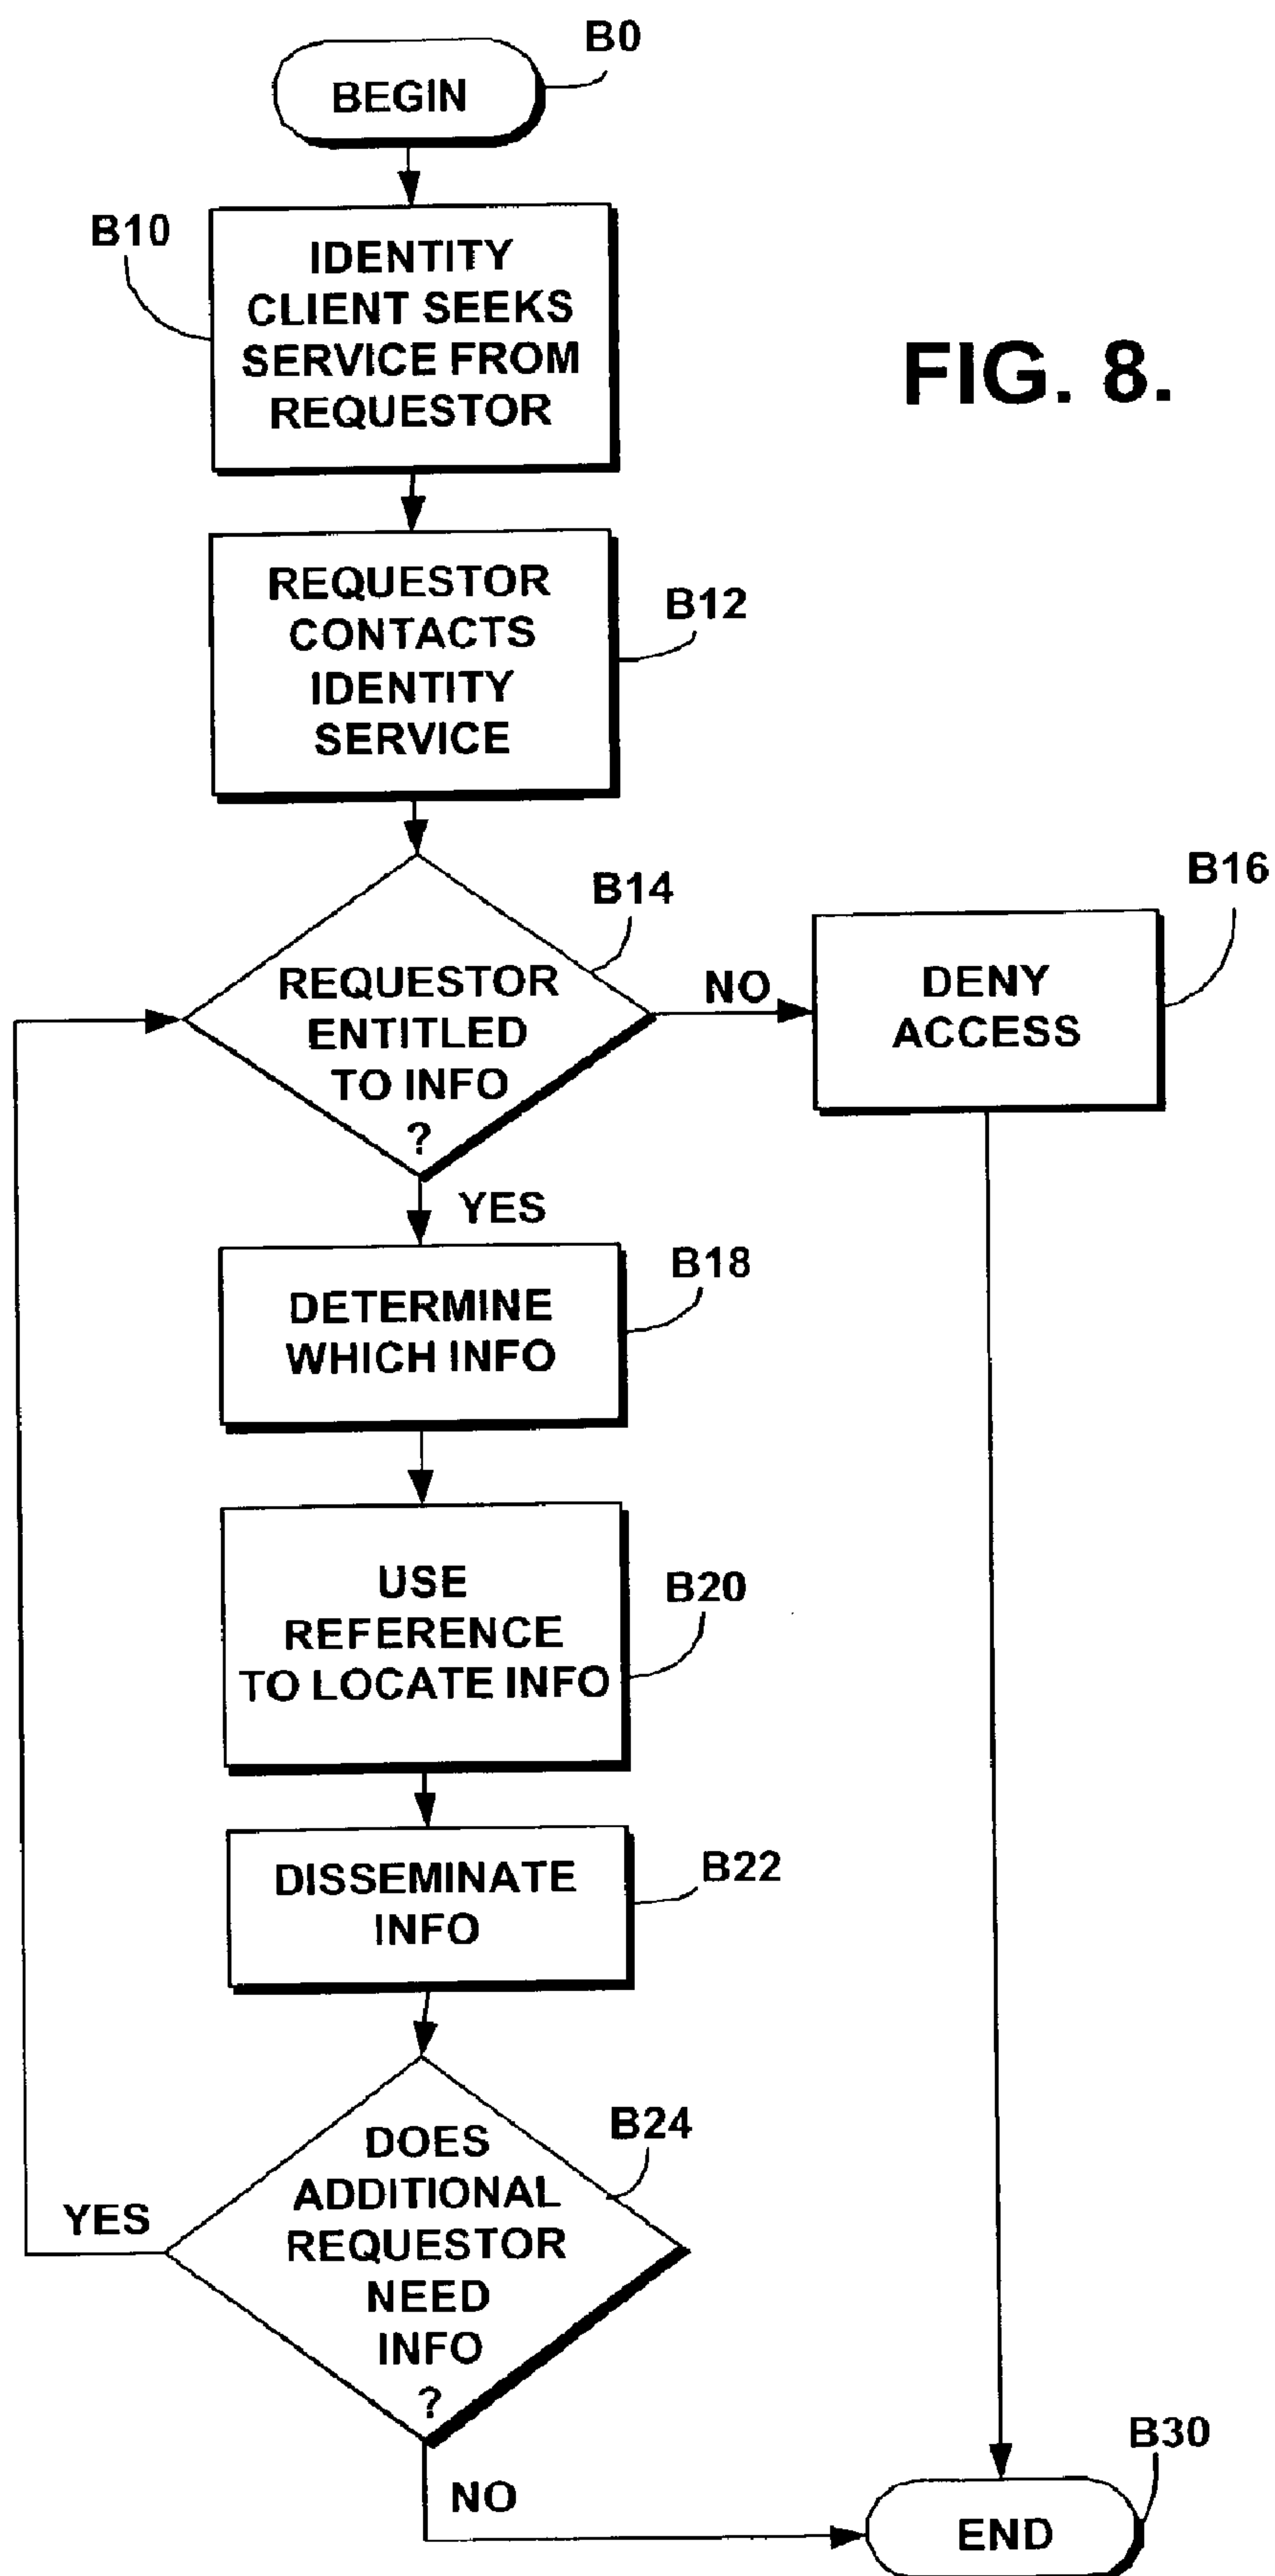 B0
BEGIN
B10
IDENTITY
CLIENT SEEKS
SERVICE FROM
REQUESTOR
FIG. 8.
REQUESTOR
CONTACTS
IDENTITY
SERVICE
B12
B14
REQUESTOR
ENTITLED
TO INFO
?
NO
B16
DENY
ACCESS
YES
B18
DETERMINE
WHICH INFO
USE
REFERENCE
TO LOCATE INFO
B20
DISSEMINATE
INFO
B22
DOES
ADDITIONAL
REQUESTOR
NEED
INFO
?
B24
YES
NO
B30
END